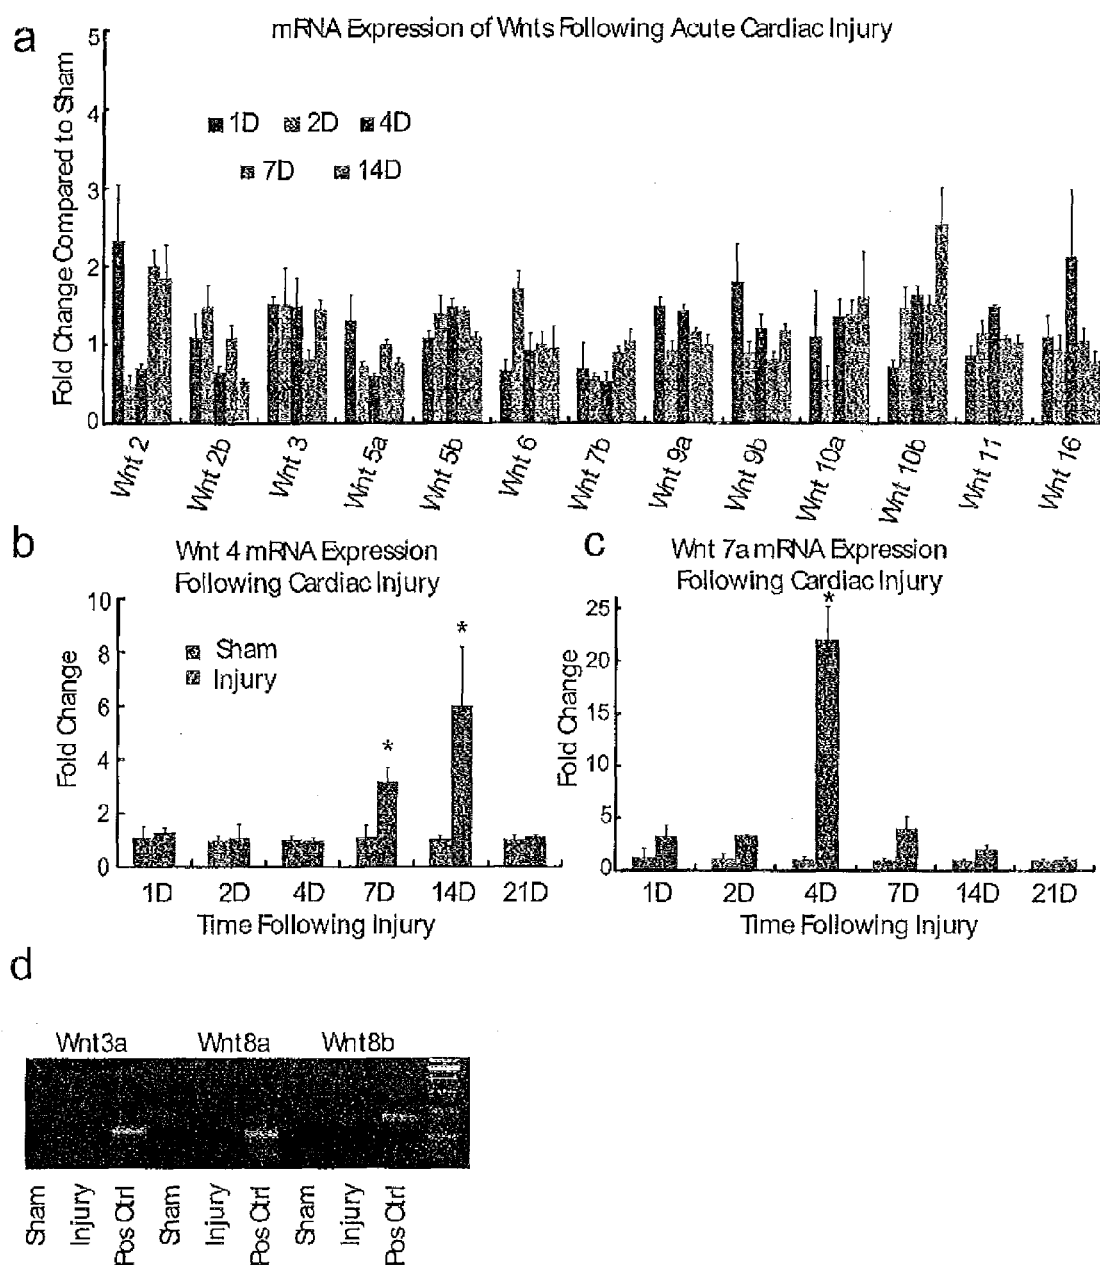 a
mRNA Expression of Wnts Following Acute Cardiac Injury
Fold Change Compared to Sham
5
4
3
2
1
0
1D 2D 4D
7D 14D
Wnt 2 Wnt 2b Wnt 3 Wnt 5a Wnt 5b Wnt 6 Wnt 7b Wnt 9a Wnt 9b Wnt 10a Wnt 10b Wnt 11 Wnt 16
b
Wnt 4 mRNA Expression
Following Cardiac Injury
Fold Change
10
8
6
4
2
0
Sham
Injury
*
*
1D 2D 4D 7D 14D 21D
Time Following Injury
c
Wnt 7a mRNA Expression
Following Cardiac Injury
Fold Change
25
20
15
10
5
0
*
1D 2D 4D 7D 14D 21D
Time Following Injury
d
Wnt3a Wnt8a Wnt8b
Sham Injury Pos Ctrl Sham Injury Pos Ctrl Sham Injury Pos Ctrl